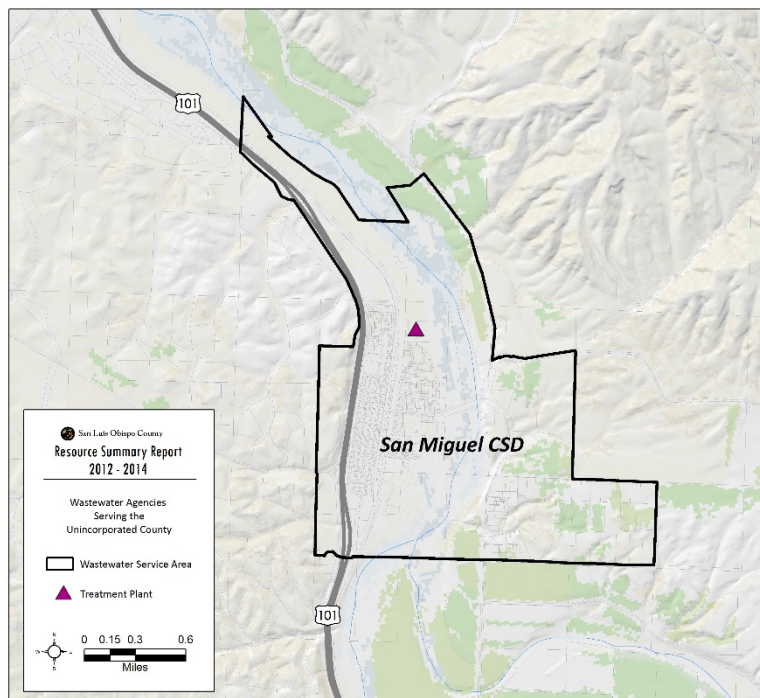 101
San Miguel CSD
San Luis Obispo County
Resource Summary Report
2012 - 2014
Wastewater Agencies
Serving the
Unincorporated County
Wastewater Service Area
Treatment Plant
N
S
0 0.15 0.3 0.6
Miles
101